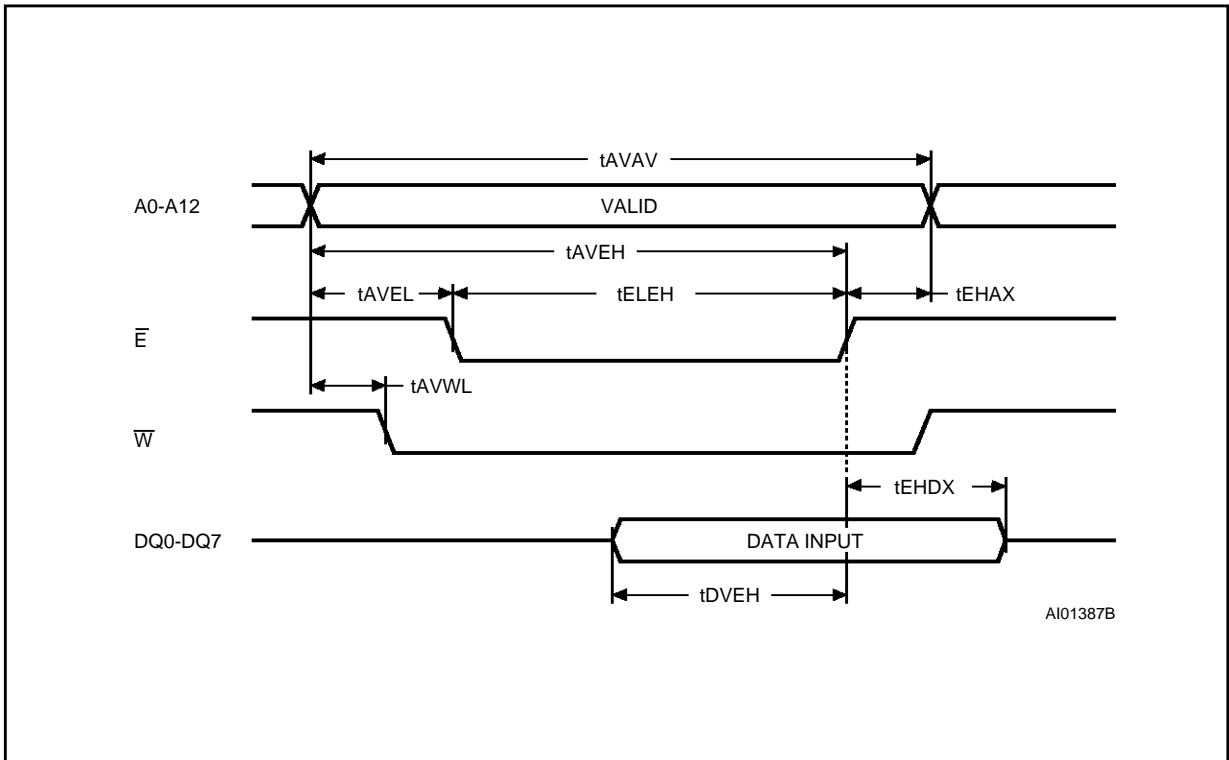 tAVAV
A0-A12
VALID
tAVEH
tAVEL
tELEH
tEHAX
E̅
tAVWL
W̅
tEHDX
DQ0-DQ7
DATA INPUT
tDVEH
AI01387B